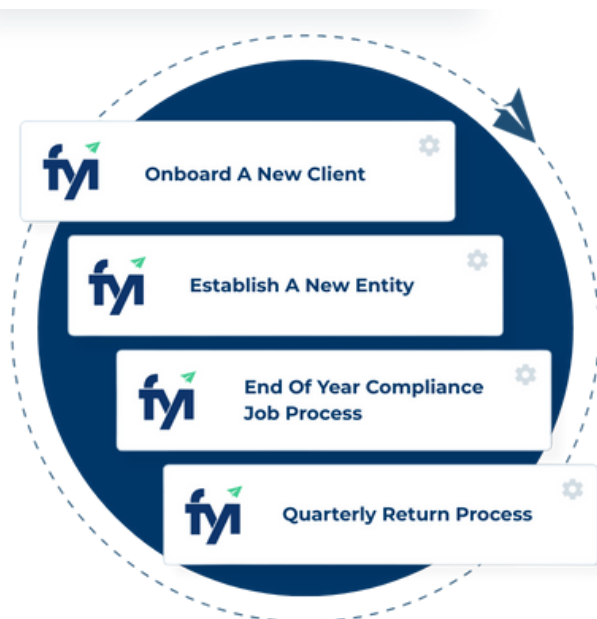 fyi
Onboard A New Client
fyi
Establish A New Entity
fyi
End Of Year Compliance
Job Process
fyi
Quarterly Return Process